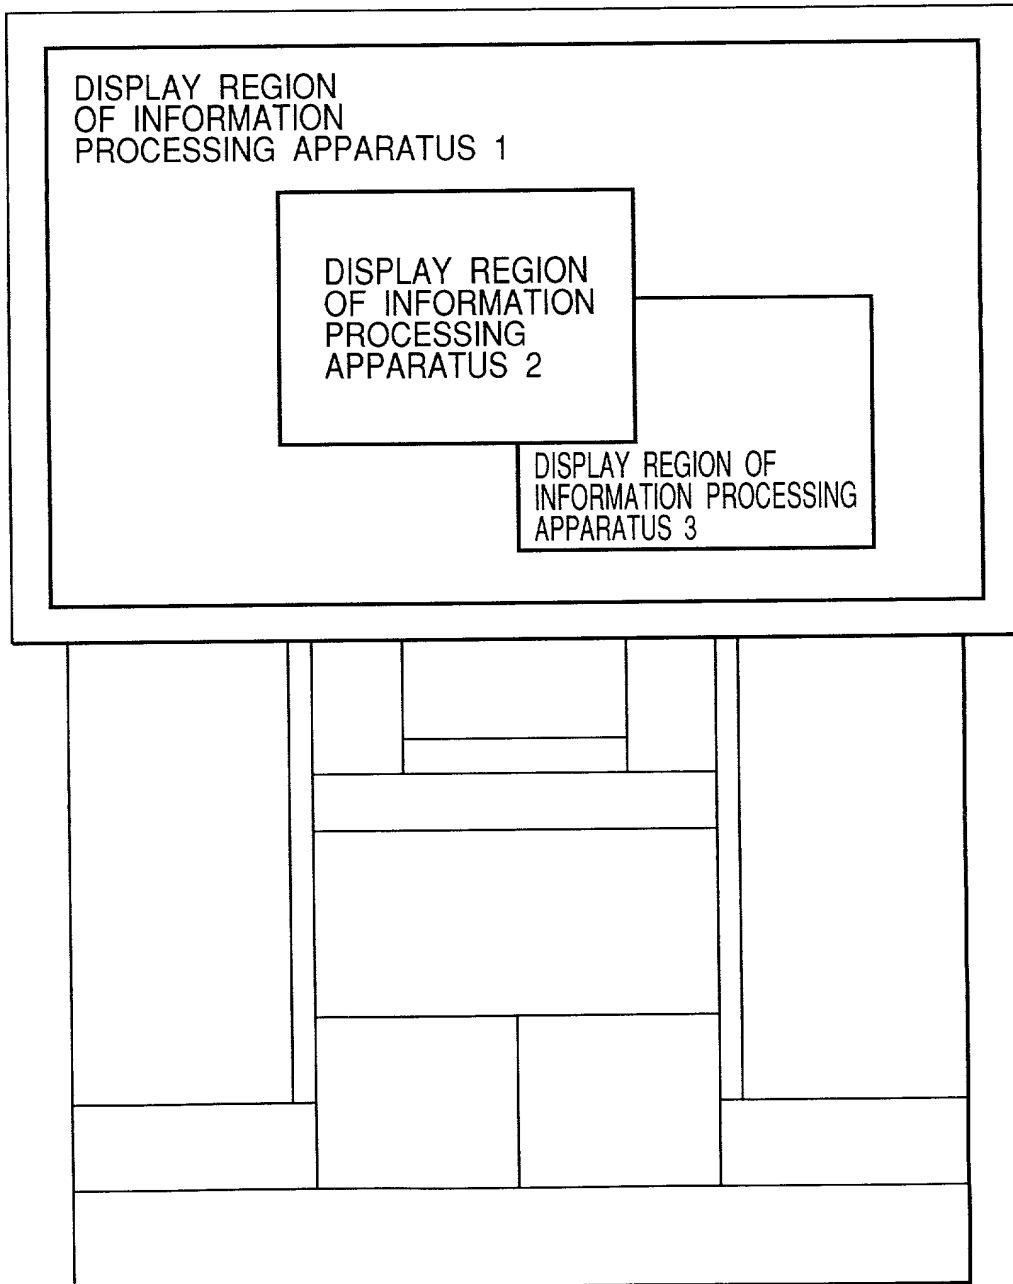 DISPLAY REGION
OF INFORMATION
PROCESSING APPARATUS 1
DISPLAY REGION
OF INFORMATION
PROCESSING
APPARATUS 2
DISPLAY REGION OF
INFORMATION PROCESSING
APPARATUS 3